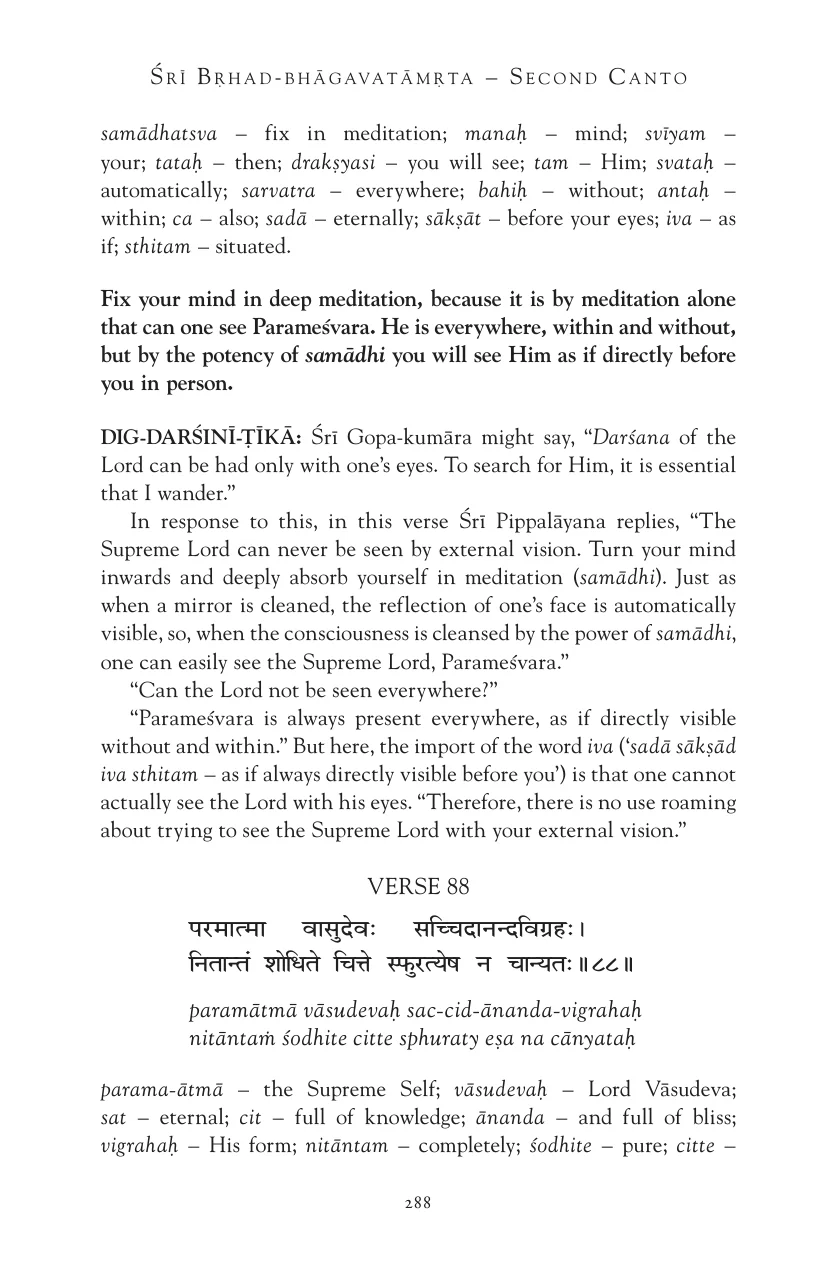 ŚRĪ BṚHAD-BHĀGAVATĀMṚTA – SECOND CANTO
samādhatsva – fix in meditation; manaḥ – mind; svīyam –
your; tataḥ – then; drakṣyasi – you will see; tam – Him; svataḥ –
automatically; sarvatra – everywhere; bahiḥ – without; antaḥ –
within; ca – also; sadā – eternally; sākṣāt – before your eyes; iva – as
if; sthitam – situated.
Fix your mind in deep meditation, because it is by meditation alone
that can one see Parameśvara. He is everywhere, within and without,
but by the potency of samādhi you will see Him as if directly before
you in person.
DIG-DARŚINĪ-ṬĪKĀ: Śrī Gopa-kumāra might say, “Darśana of the
Lord can be had only with one’s eyes. To search for Him, it is essential
that I wander.”
In response to this, in this verse Śrī Pippalāyana replies, “The
Supreme Lord can never be seen by external vision. Turn your mind
inwards and deeply absorb yourself in meditation (samādhi). Just as
when a mirror is cleaned, the reflection of one’s face is automatically
visible, so, when the consciousness is cleansed by the power of samādhi,
one can easily see the Supreme Lord, Parameśvara.”
“Can the Lord not be seen everywhere?”
“Parameśvara is always present everywhere, as if directly visible
without and within.” But here, the import of the word iva (‘sadā sākṣād
iva sthitam – as if always directly visible before you’) is that one cannot
actually see the Lord with his eyes. “Therefore, there is no use roaming
about trying to see the Supreme Lord with your external vision.”
VERSE 88
परमात्मा वासुदेवः सच्चिदानन्दविग्रहः।
नितान्तं शोधिते चित्ते स्फुरत्येष न चान्यतः॥८८॥
paramātmā vāsudevaḥ sac-cid-ānanda-vigrahaḥ
nitāntaṁ śodhite citte sphuraty eṣa na cānyataḥ
parama-ātmā – the Supreme Self; vāsudevaḥ – Lord Vāsudeva;
sat – eternal; cit – full of knowledge; ānanda – and full of bliss;
vigrahaḥ – His form; nitāntam – completely; śodhite – pure; citte –
288